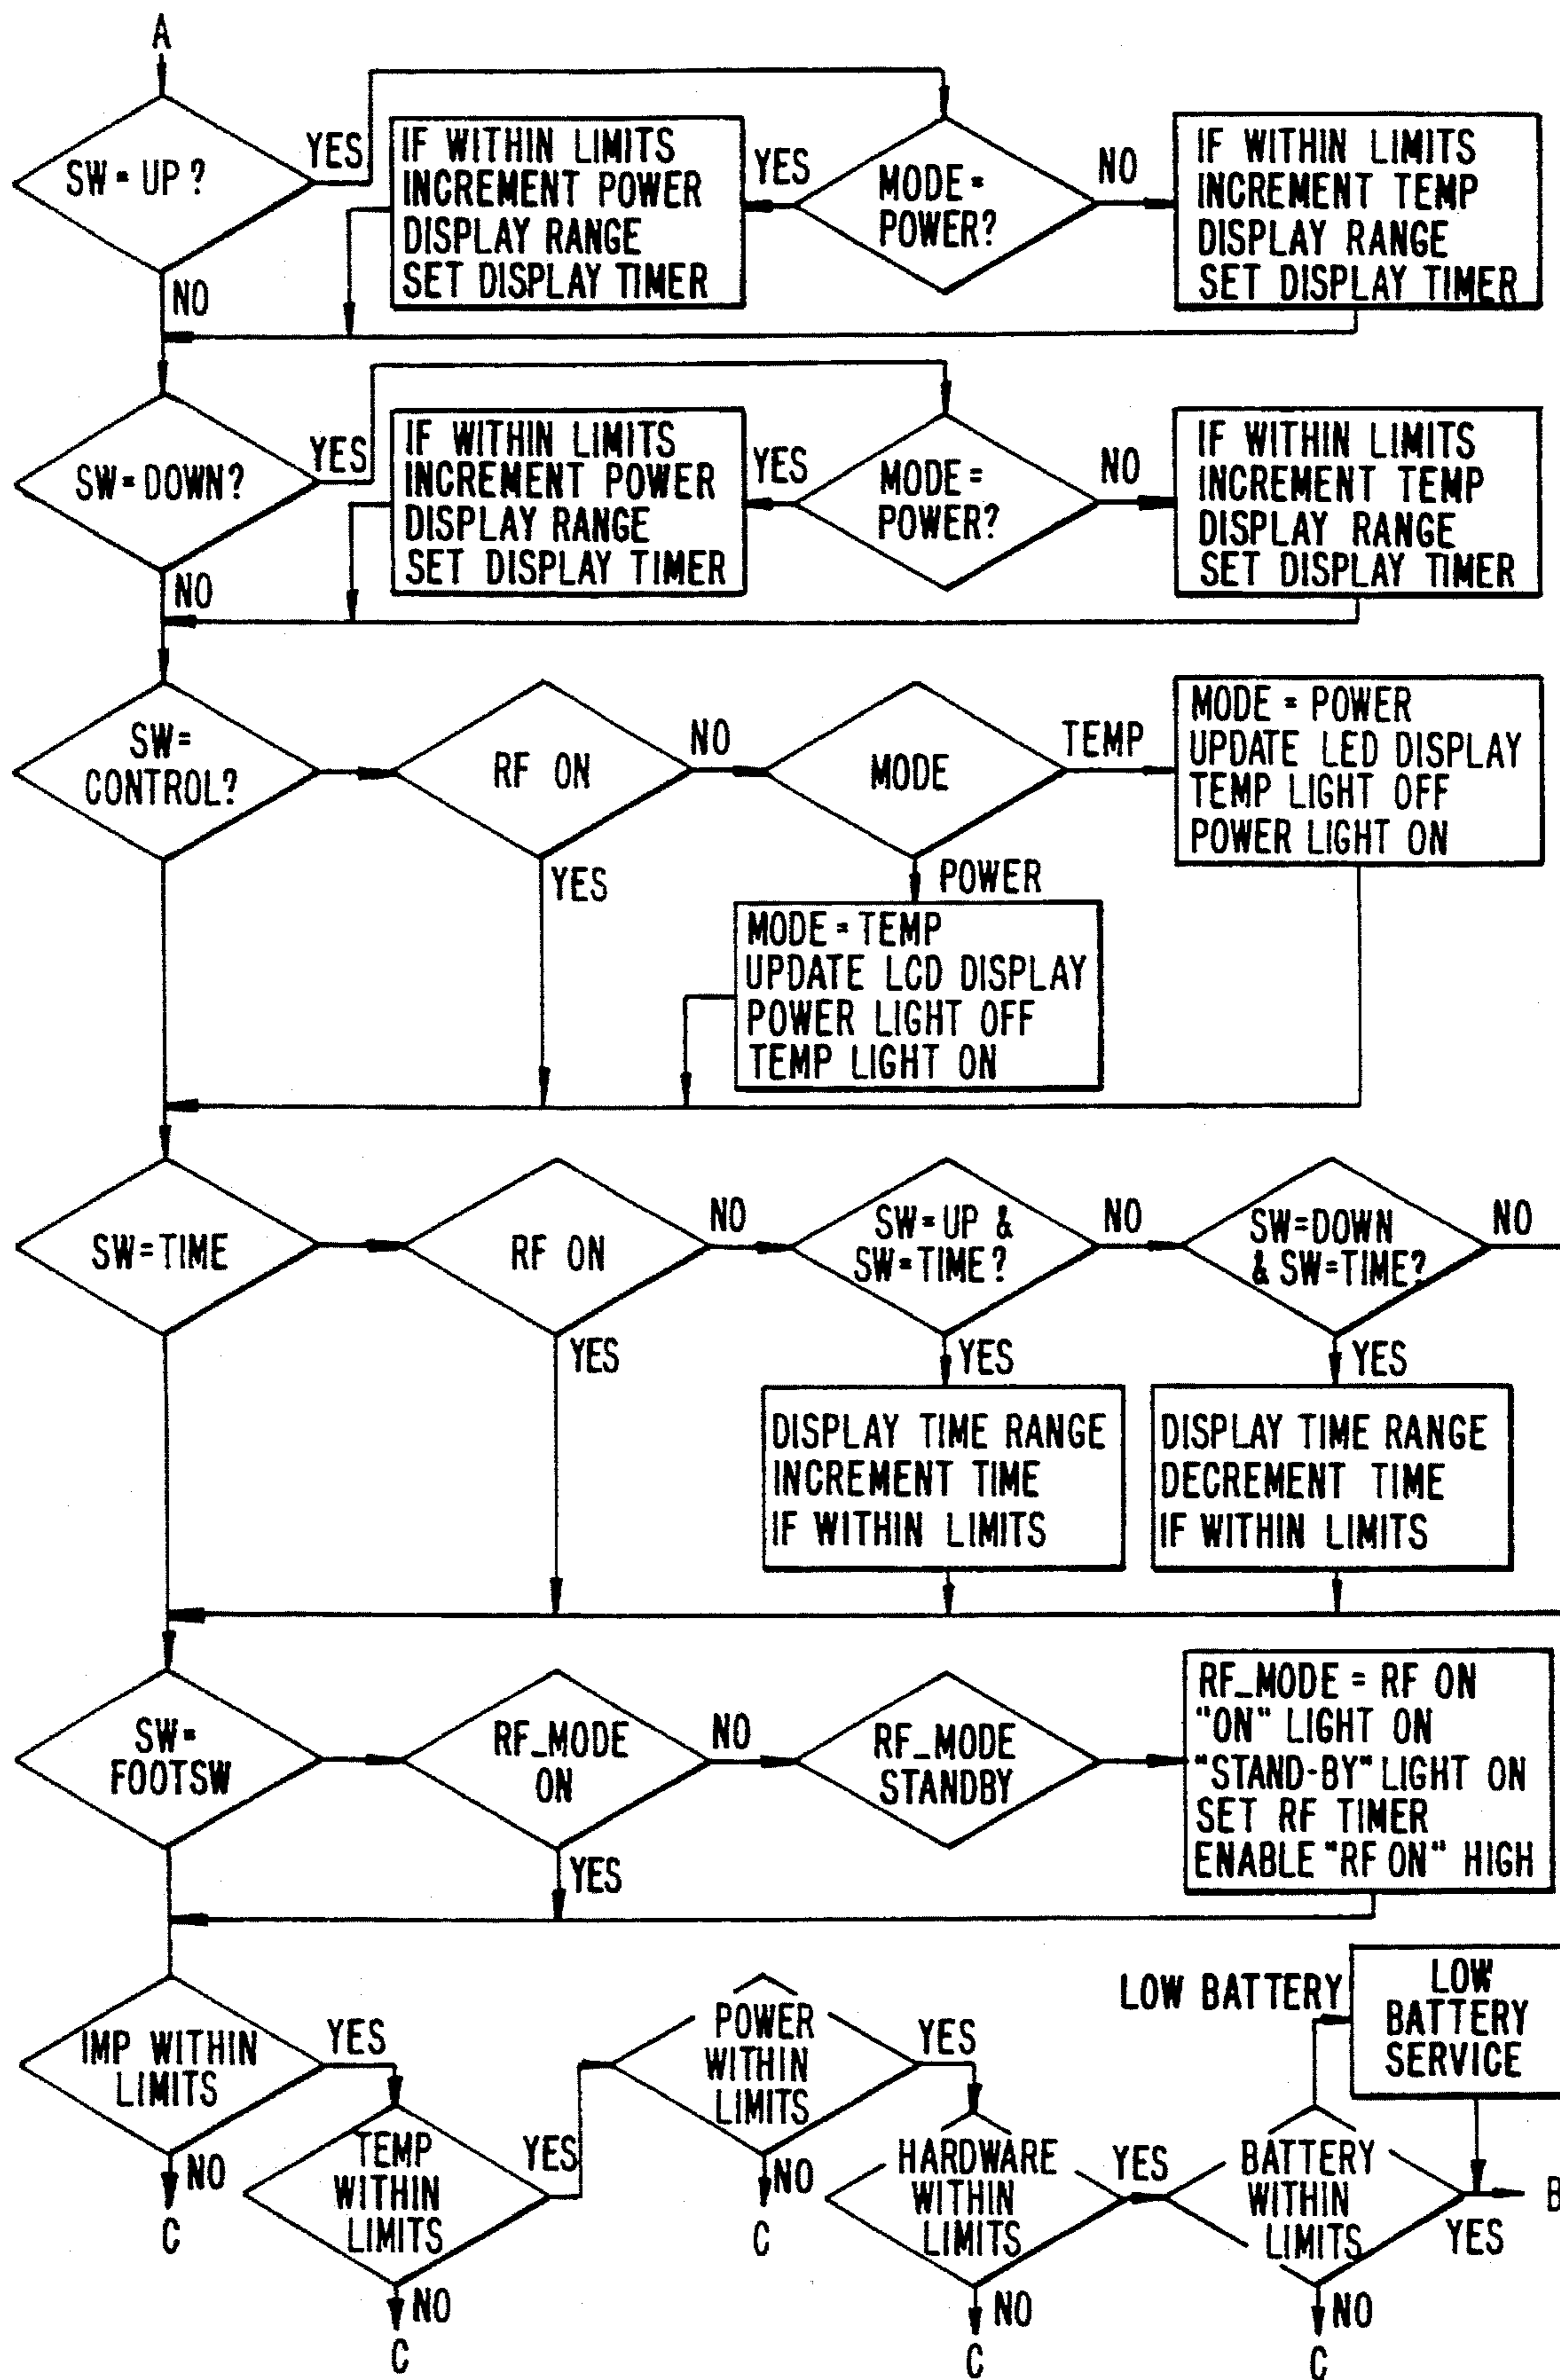 A
SW = UP ?
YES
NO
IF WITHIN LIMITS
INCREMENT POWER
DISPLAY RANGE
SET DISPLAY TIMER
YES
MODE =
POWER?
NO
IF WITHIN LIMITS
INCREMENT TEMP
DISPLAY RANGE
SET DISPLAY TIMER
SW = DOWN?
YES
NO
IF WITHIN LIMITS
INCREMENT POWER
DISPLAY RANGE
SET DISPLAY TIMER
YES
MODE =
POWER?
NO
IF WITHIN LIMITS
INCREMENT TEMP
DISPLAY RANGE
SET DISPLAY TIMER
SW =
CONTROL?
RF ON
NO
YES
MODE
TEMP
POWER
MODE = POWER
UPDATE LED DISPLAY
TEMP LIGHT OFF
POWER LIGHT ON
MODE = TEMP
UPDATE LCD DISPLAY
POWER LIGHT OFF
TEMP LIGHT ON
SW = TIME
RF ON
NO
YES
SW = UP &
SW = TIME?
NO
YES
SW = DOWN
& SW = TIME?
NO
YES
DISPLAY TIME RANGE
INCREMENT TIME
IF WITHIN LIMITS
DISPLAY TIME RANGE
DECREMENT TIME
IF WITHIN LIMITS
SW =
FOOTSW
RF_MODE
ON
NO
YES
RF_MODE
STANDBY
RF_MODE = RF ON
"ON" LIGHT ON
"STAND-BY" LIGHT ON
SET RF TIMER
ENABLE "RF ON" HIGH
IMP WITHIN
LIMITS
YES
NO
C
TEMP
WITHIN
LIMITS
YES
NO
C
POWER
WITHIN
LIMITS
YES
NO
C
HARDWARE
WITHIN
LIMITS
YES
NO
C
BATTERY
WITHIN
LIMITS
LOW BATTERY
LOW
BATTERY
SERVICE
YES
B
NO
C